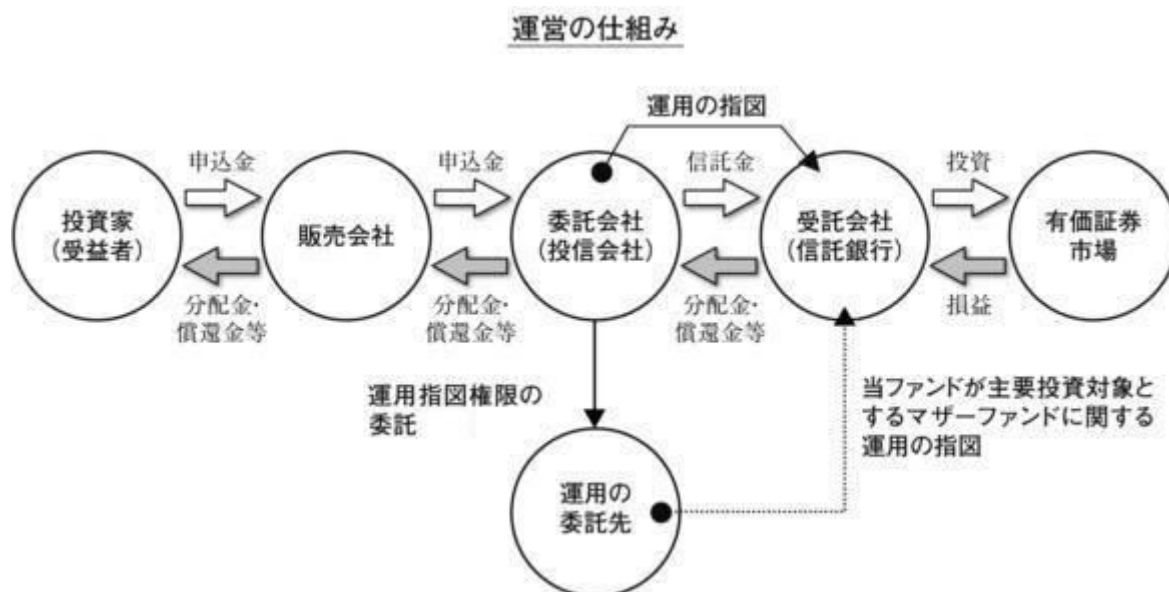 運営の仕組み
運用の指図
申込金
申込金
信託金
投資
投資家
(受益者)
販売会社
委託会社
(投信会社)
受託会社
(信託銀行)
有価証券
市場
分配金・
償還金等
分配金・
償還金等
分配金・
償還金等
損益
運用指図権限の
委託
当ファンドが主要投資対象と
するマザーファンドに関する
運用の指図
運用の
委託先